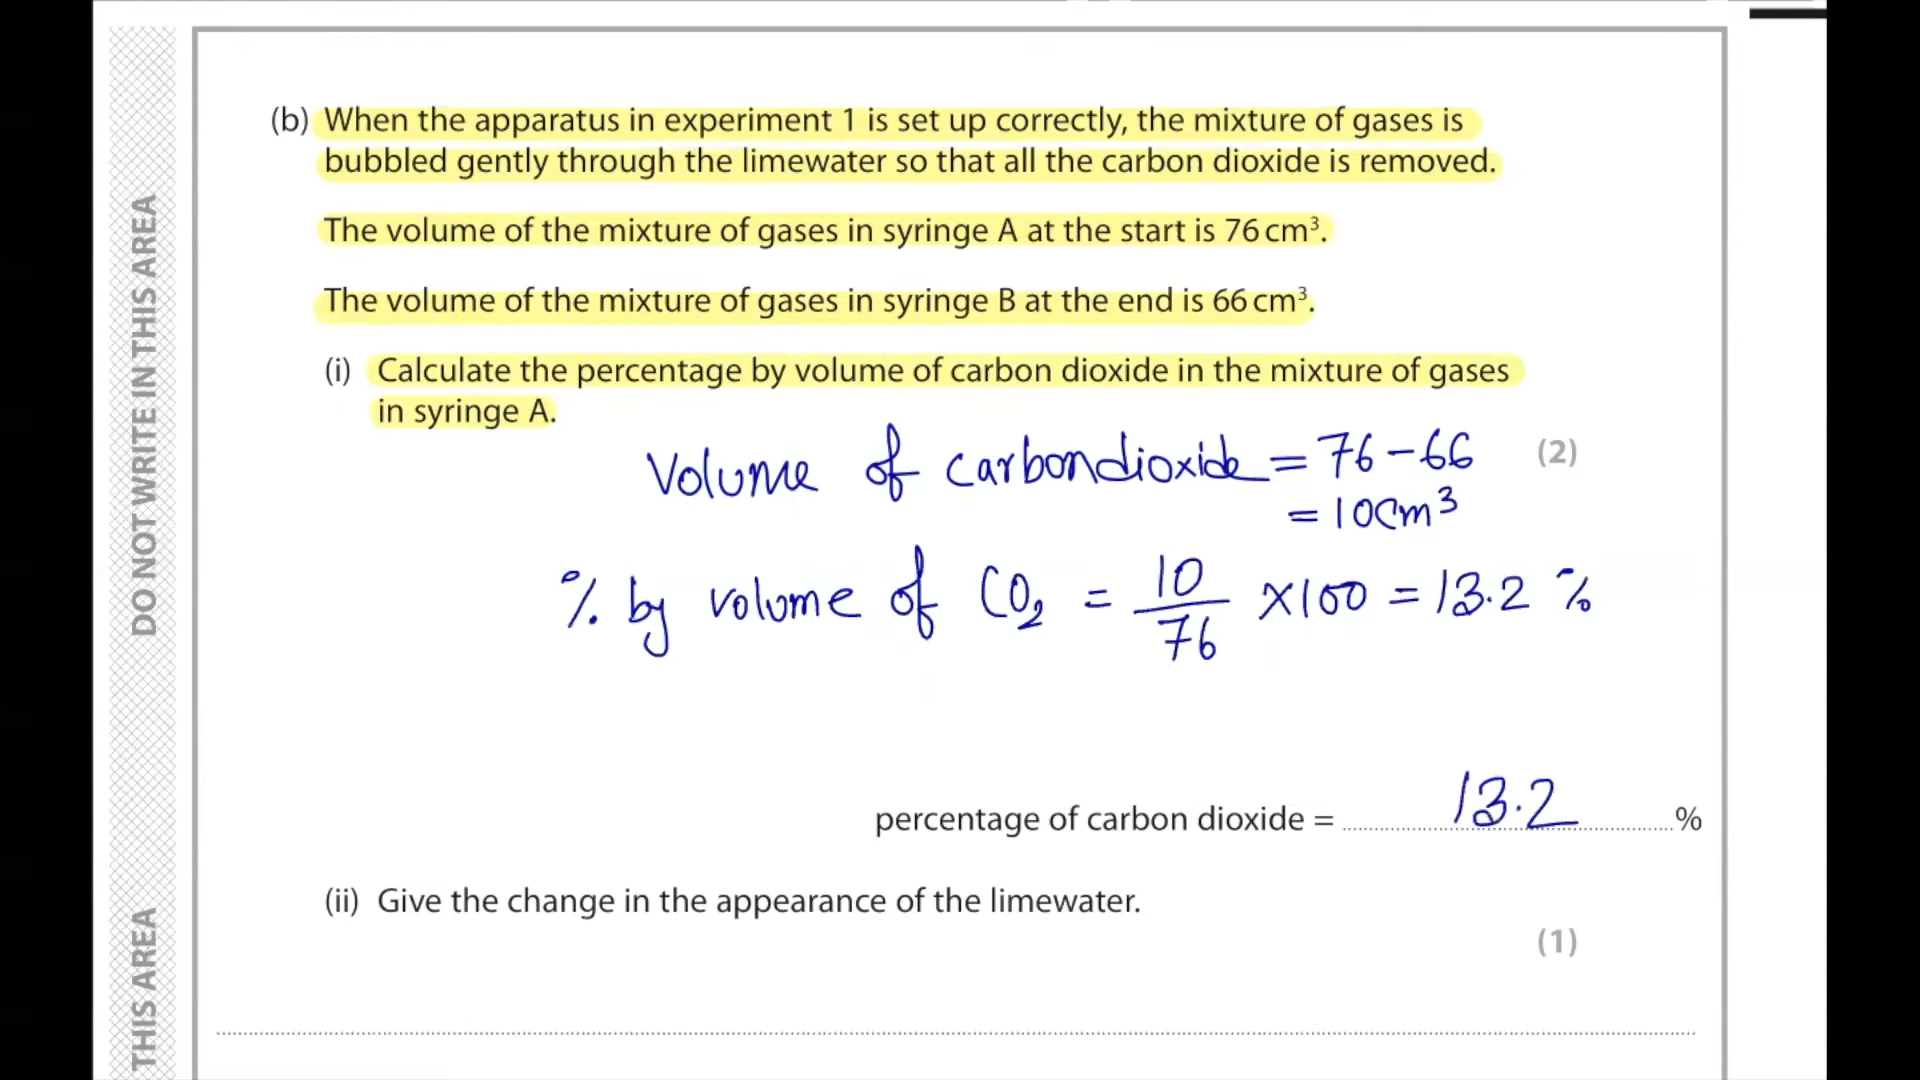 DO NOT WRITE IN THIS AREA
THIS AREA
(b) When the apparatus in experiment 1 is set up correctly, the mixture of gases is
bubbled gently through the limewater so that all the carbon dioxide is removed.
The volume of the mixture of gases in syringe A at the start is 76 cm³.
The volume of the mixture of gases in syringe B at the end is 66 cm³.
(i) Calculate the percentage by volume of carbon dioxide in the mixture of gases
in syringe A.
Volume of carbondioxide = 76 - 66 (2)
= 10cm³
% by volume of CO₂ = 10/76 × 100 = 13.2 %
percentage of carbon dioxide = 13.2 %
(ii) Give the change in the appearance of the limewater.
(1)